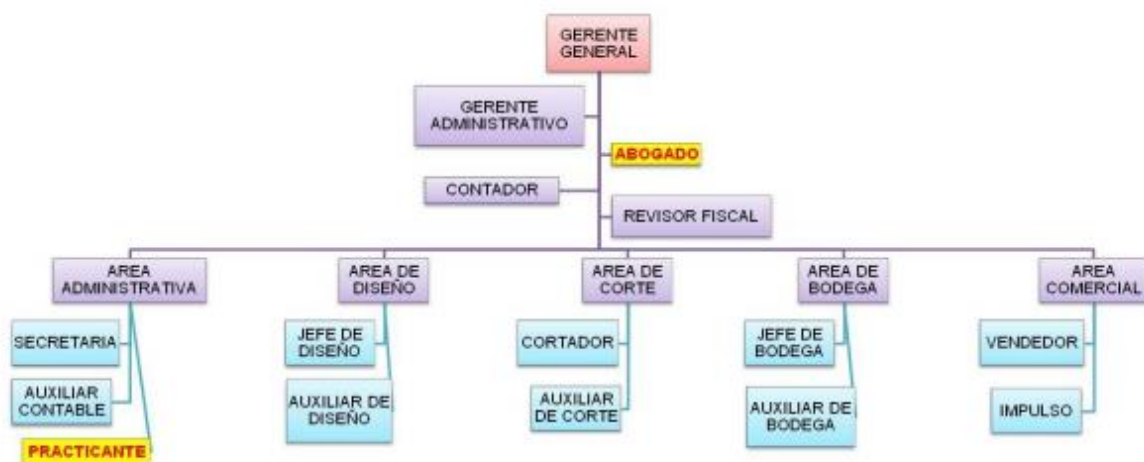 GERENTE
GENERAL
GERENTE
ADMINISTRATIVO
ABOGADO
CONTADOR
REVISOR FISCAL
AREA
ADMINISTRATIVA
AREA DE
DISEÑO
AREA DE
CORTE
AREA DE
BODEGA
AREA
COMERCIAL
SECRETARIA
JEFE DE
DISEÑO
CORTADOR
JEFE DE
BODEGA
VENDEDOR
AUXILIAR
CONTABLE
AUXILIAR DE
DISEÑO
AUXILIAR
DE CORTE
AUXILIAR DE
BODEGA
IMPULSO
PRACTICANTE